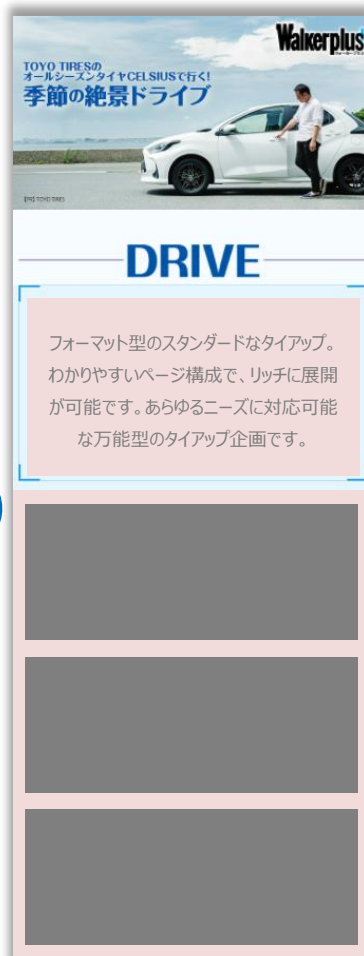 Walkerplus
TOYO TIRESの
オールシーズンタイヤCELSIUSで行く!
季節の絶景ドライブ
[PR] TOYO TIRES
DRIVE
フォーマット型のスタンダードなタイアップ。
わかりやすいページ構成で、リッチに展開
が可能です。あらゆるニーズに対応可能
な万能型のタイアップ企画です。